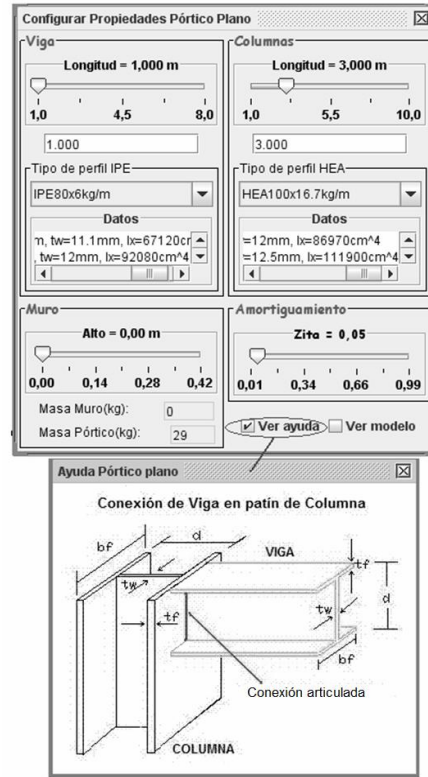 Configurar Propiedades Pórtico Plano
Viga
Longitud = 1,000 m
1,0 4,5 8,0
1.000
Tipo de perfil IPE
IPE80x6kg/m
Datos
m, tw=11.1mm, Ix=67120cr
, tw=12mm, Ix=92080cm^4
Columnas
Longitud = 3,000 m
1,0 5,5 10,0
3.000
Tipo de perfil HEA
HEA100x16.7kg/m
Datos
=12mm, Ix=86970cm^4
=12.5mm, Ix=111900cm^4
Muro
Alto = 0,00 m
0,00 0,14 0,28 0,42
Masa Muro(kg): 0
Masa Pórtico(kg): 29
Amortiguamiento
Zita = 0,05
0,01 0,34 0,66 0,99
Ver ayuda Ver modelo
Ayuda Pórtico plano
Conexión de Viga en patín de Columna
bf
d
tw
tf
VIGA
tf
d
tw
bf
Conexión articulada
COLUMNA